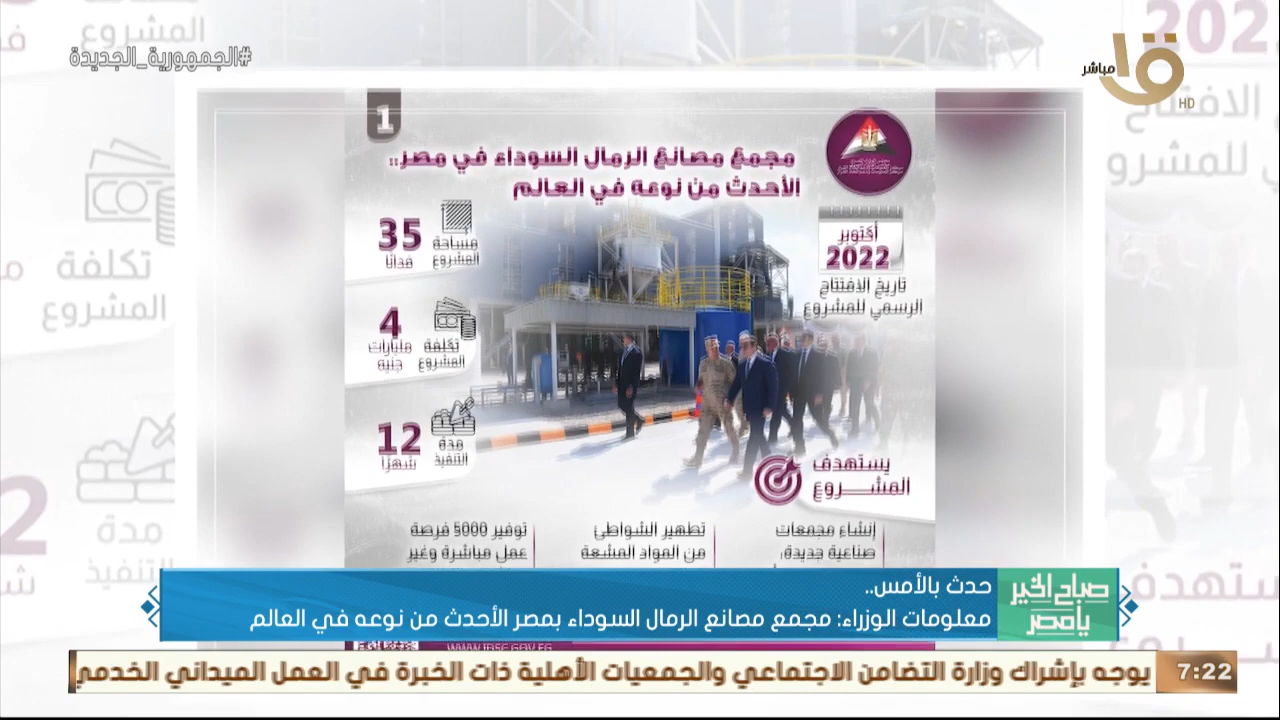 #الجمهورية_الجديدة
مباشر
HD
1
مجمع مصانع الرمال السوداء في مصر..
الأحدث من نوعه في العالم
أكتوبر
2022
تاريخ الافتتاح
الرسمي للمشروع
35
فدانًا
مساحة
المشروع
4
مليارات
جنيه
تكلفة
المشروع
12
شهرًا
مدة
التنفيذ
يستهدف
المشروع
إنشاء مجمعات
صناعية جديدة،
تطهير الشواطئ
من المواد المشعة
توفير 5000 فرصة
عمل مباشرة وغير
صباح الخير
يا مصر
حدث بالأمس..
معلومات الوزراء: مجمع مصانع الرمال السوداء بمصر الأحدث من نوعه في العالم
7:22
يوجه بإشراك وزارة التضامن الاجتماعي والجمعيات الأهلية ذات الخبرة في العمل الميداني الخدمي